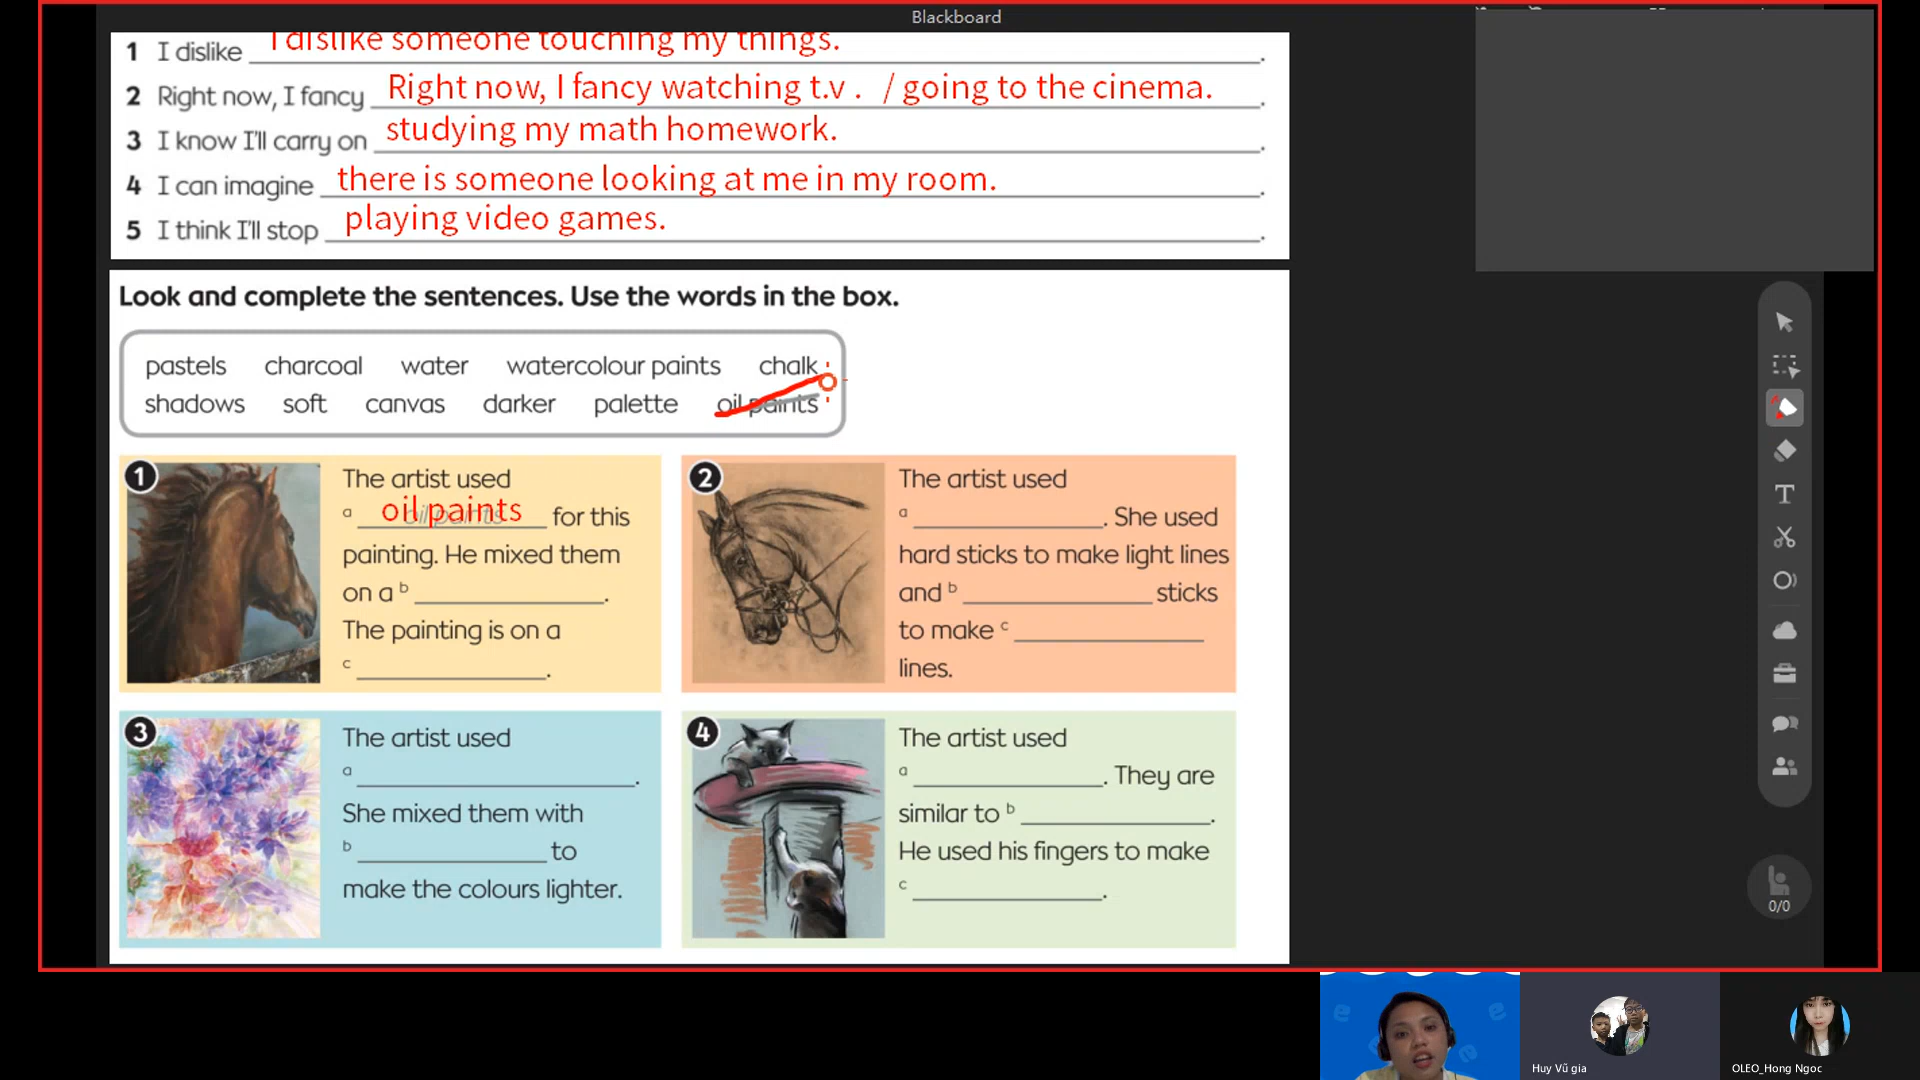 Blackboard
1 I dislike I dislike someone touching my things. .
2 Right now, I fancy Right now, I fancy watching t.v . / going to the cinema. .
3 I know I'll carry on studying my math homework. .
4 I can imagine there is someone looking at me in my room. .
5 I think I'll stop playing video games. .
Look and complete the sentences. Use the words in the box.
pastels charcoal water watercolour paints chalk
shadows soft canvas darker palette oil paints
1 The artist used
a oil paints for this
painting. He mixed them
on a b .
The painting is on a
c .
2 The artist used
a . She used
hard sticks to make light lines
and b sticks
to make c
lines.
3 The artist used
a .
She mixed them with
b to
make the colours lighter.
4 The artist used
a . They are
similar to b .
He used his fingers to make
c .
0/0
Huy Vũ gia
OLEO_Hong Ngoc